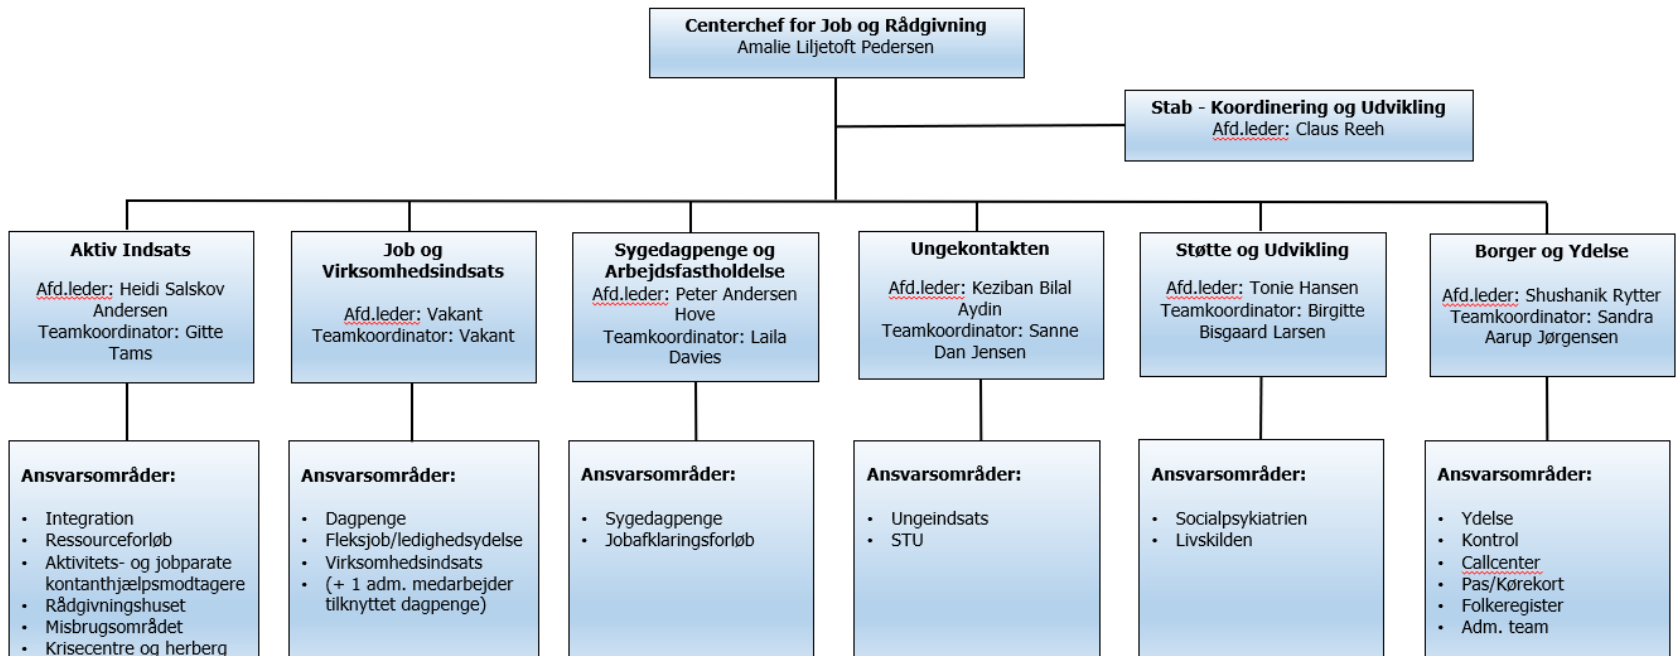 Centerchef for Job og Rådgivning
Amalie Liljetoft Pedersen
Stab - Koordinering og Udvikling
Afd.leder: Claus Reeh
Aktiv Indsats
Afd.leder: Heidi Salskov
Andersen
Teamkoordinator: Gitte
Tams
Job og
Virksomhedsindsats
Afd.leder: Vakant
Teamkoordinator: Vakant
Sygedagpenge og
Arbejdsfastholdelse
Afd.leder: Peter Andersen
Hove
Teamkoordinator: Laila
Davies
Ungekontakten
Afd.leder: Keziban Bilal
Aydin
Teamkoordinator: Sanne
Dan Jensen
Støtte og Udvikling
Afd.leder: Tonie Hansen
Teamkoordinator: Birgitte
Bisgaard Larsen
Borger og Ydelse
Afd.leder: Shushanik Rytter
Teamkoordinator: Sandra
Aarup Jørgensen
Ansvarsområder:
• Integration
• Ressourceforløb
• Aktivitets- og jobparate
kontanthjælpsmodtagere
• Rådgivningshuset
• Misbrugsområdet
• Krisecentre og herberg
Ansvarsområder:
• Dagpenge
• Fleksjob/ledighedsydelse
• Virksomhedsindsats
• (+ 1 adm. medarbejder
tilknyttet dagpenge)
Ansvarsområder:
• Sygedagpenge
• Jobafklaringsforløb
Ansvarsområder:
• Ungeindsats
• STU
Ansvarsområder:
• Socialpsykiatrien
• Livskilden
Ansvarsområder:
• Ydelse
• Kontrol
• Callcenter
• Pas/Kørekort
• Folkeregister
• Adm. team